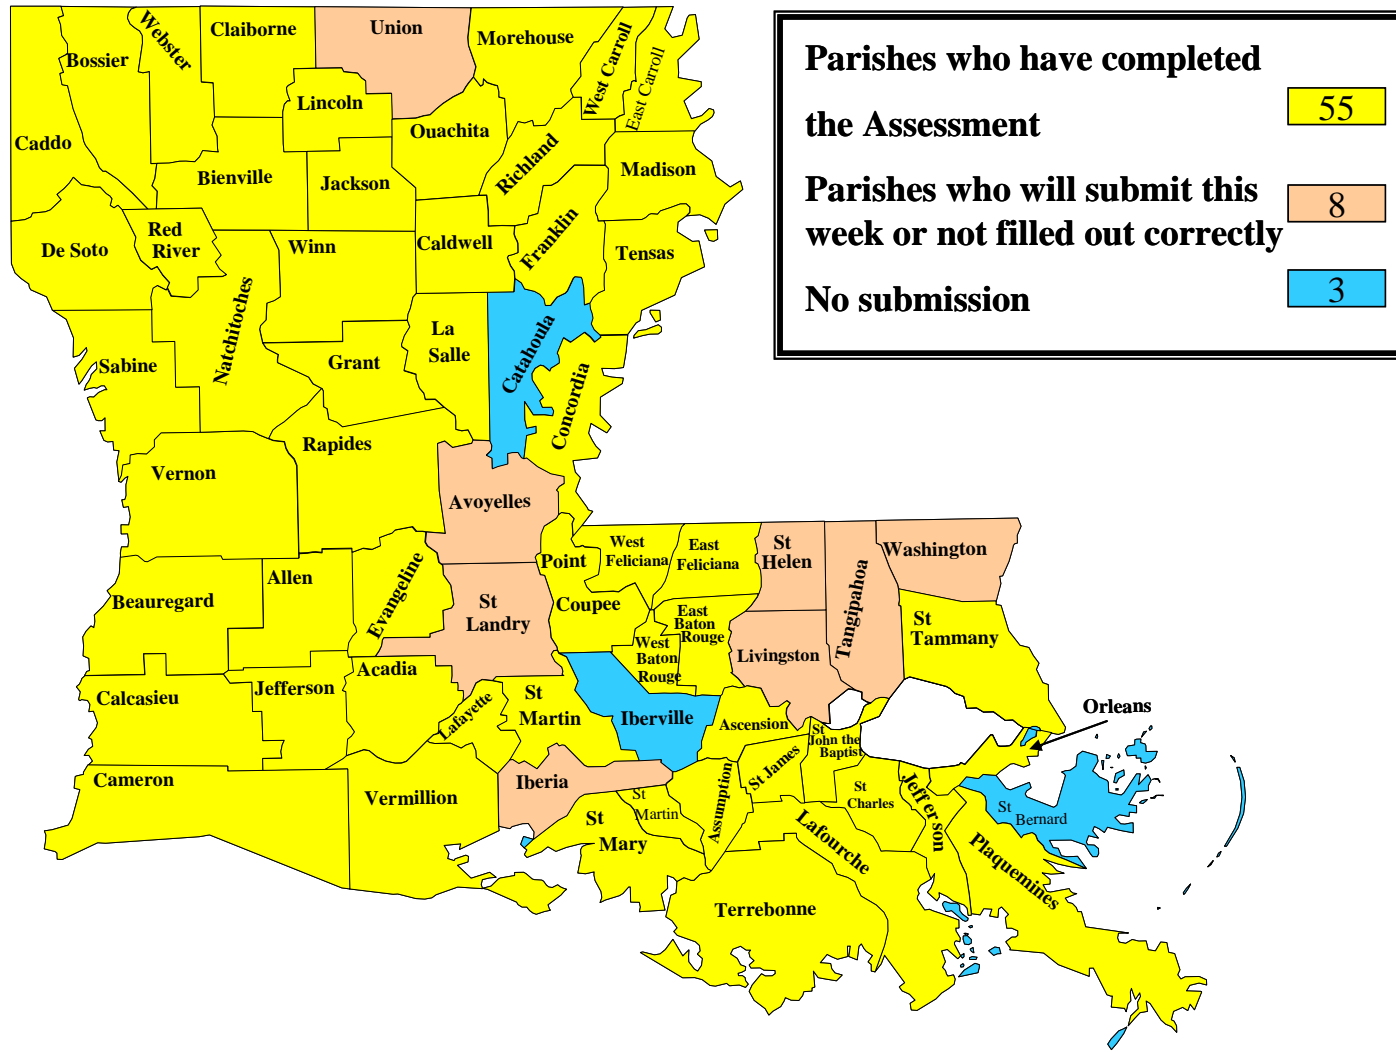 Parishes who have completed
the Assessment
55
Parishes who will submit this
week or not filled out correctly
8
No submission
3
Caddo
Bossier
Webster
Claiborne
Union
Morehouse
West Carroll
East Carroll
Lincoln
Ouachita
Richland
Madison
Bienville
Jackson
De Soto
Red
River
Winn
Caldwell
Franklin
Tensas
Natchitoches
Sabine
Grant
La
Salle
Catahoula
Concordia
Vernon
Rapides
Avoyelles
Beauregard
Allen
Evangeline
St
Landry
Point
Coupee
West
Feliciana
East
Feliciana
St
Helen
Tangipahoa
Washington
St
Tammany
East
Baton
Rouge
West
Baton
Rouge
Livingston
Calcasieu
Jefferson
Acadia
Lafayette
St
Martin
Iberville
Ascension
St
John the
Baptist
Orleans
Cameron
Vermillion
Iberia
St
Martin
St
Mary
Assumption
St James
St
Charles
Jeff er son
St
Bernard
Lafourche
Plaquemines
Terrebonne